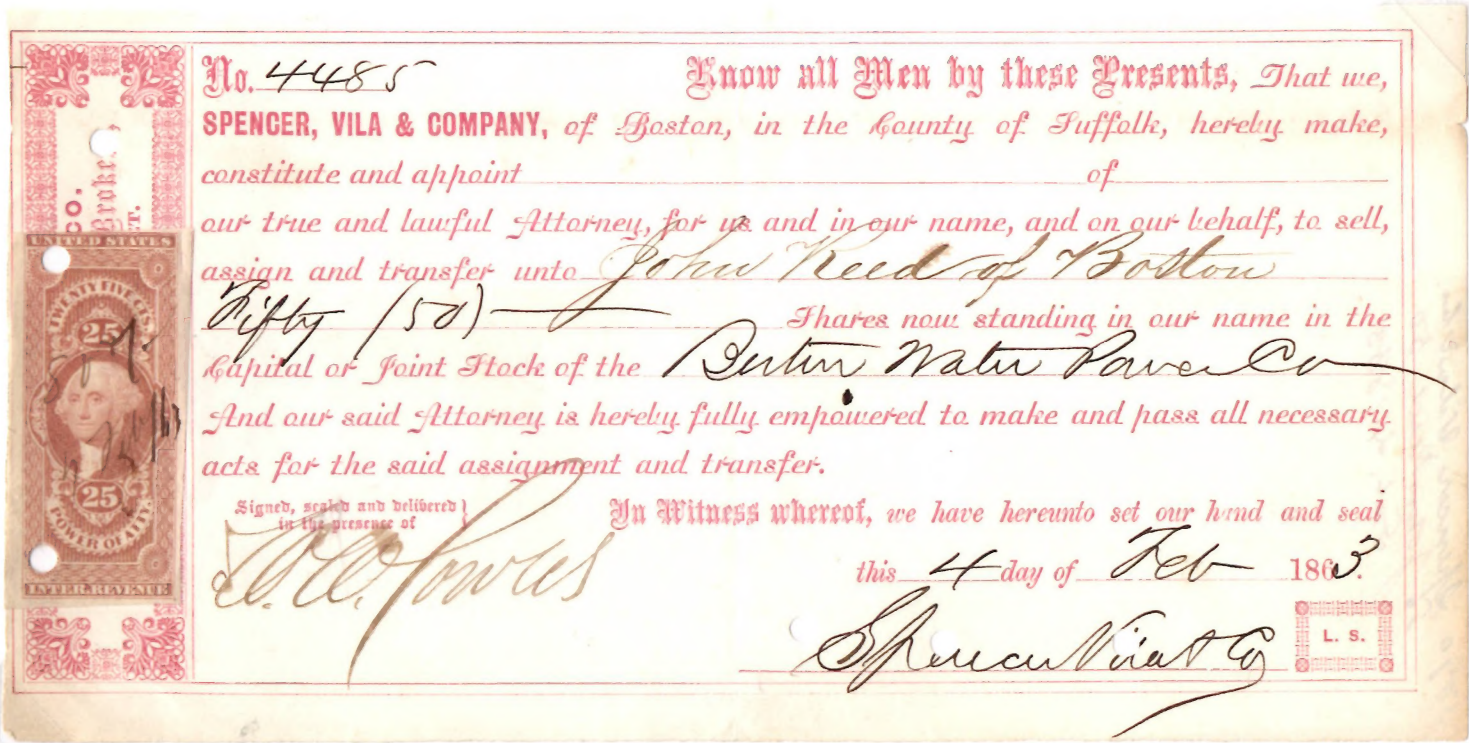 No. 4485 Know all Men by these Presents, That we,
SPENCER, VILA & COMPANY, of Boston, in the County of Suffolk, hereby make,
constitute and appoint of
our true and lawful Attorney, for us and in our name, and on our behalf, to sell,
assign and transfer unto John Reed of Boston
Fifty (50) Shares now standing in our name in the
Capital or Joint Stock of the Boston Water Power Co
And our said Attorney is hereby fully empowered to make and pass all necessary
acts for the said assignment and transfer.
Signed, sealed and delivered
in the presence of
In Witness whereof, we have hereunto set our hand and seal
this 4 day of Feb 1863.
Spencer Vila & Co
L. S.
CO.
Broke
ET.
UNITED STATES
TWENTY FIVE CTS.
25
25
POWER OF ATT'Y.
INTER. REVENUE